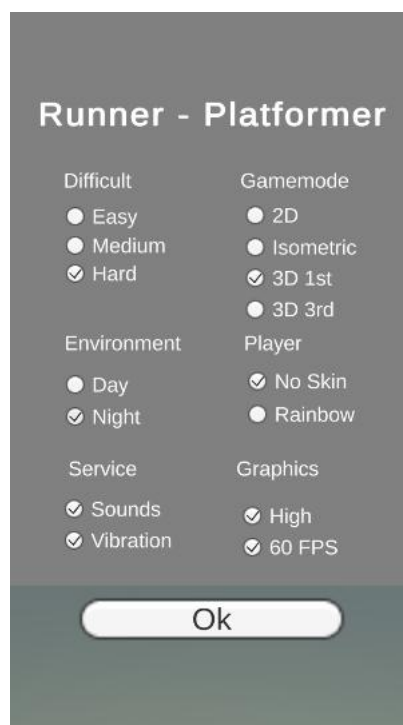 Runner - Platformer
Difficult
Easy
Medium
Hard
Gamemode
2D
Isometric
3D 1st
3D 3rd
Environment
Day
Night
Player
No Skin
Rainbow
Service
Sounds
Vibration
Graphics
High
60 FPS
Ok